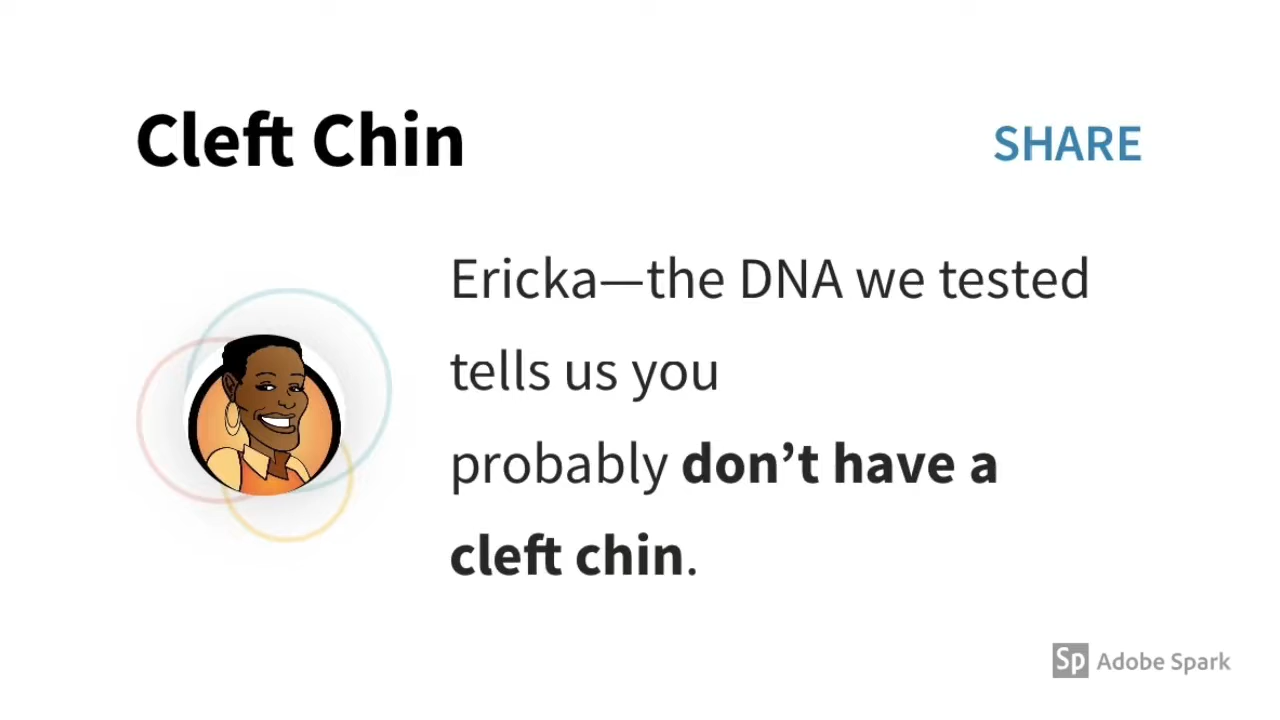 Cleft Chin
SHARE
Ericka—the DNA we tested
tells us you
probably don’t have a
cleft chin.
Sp Adobe Spark